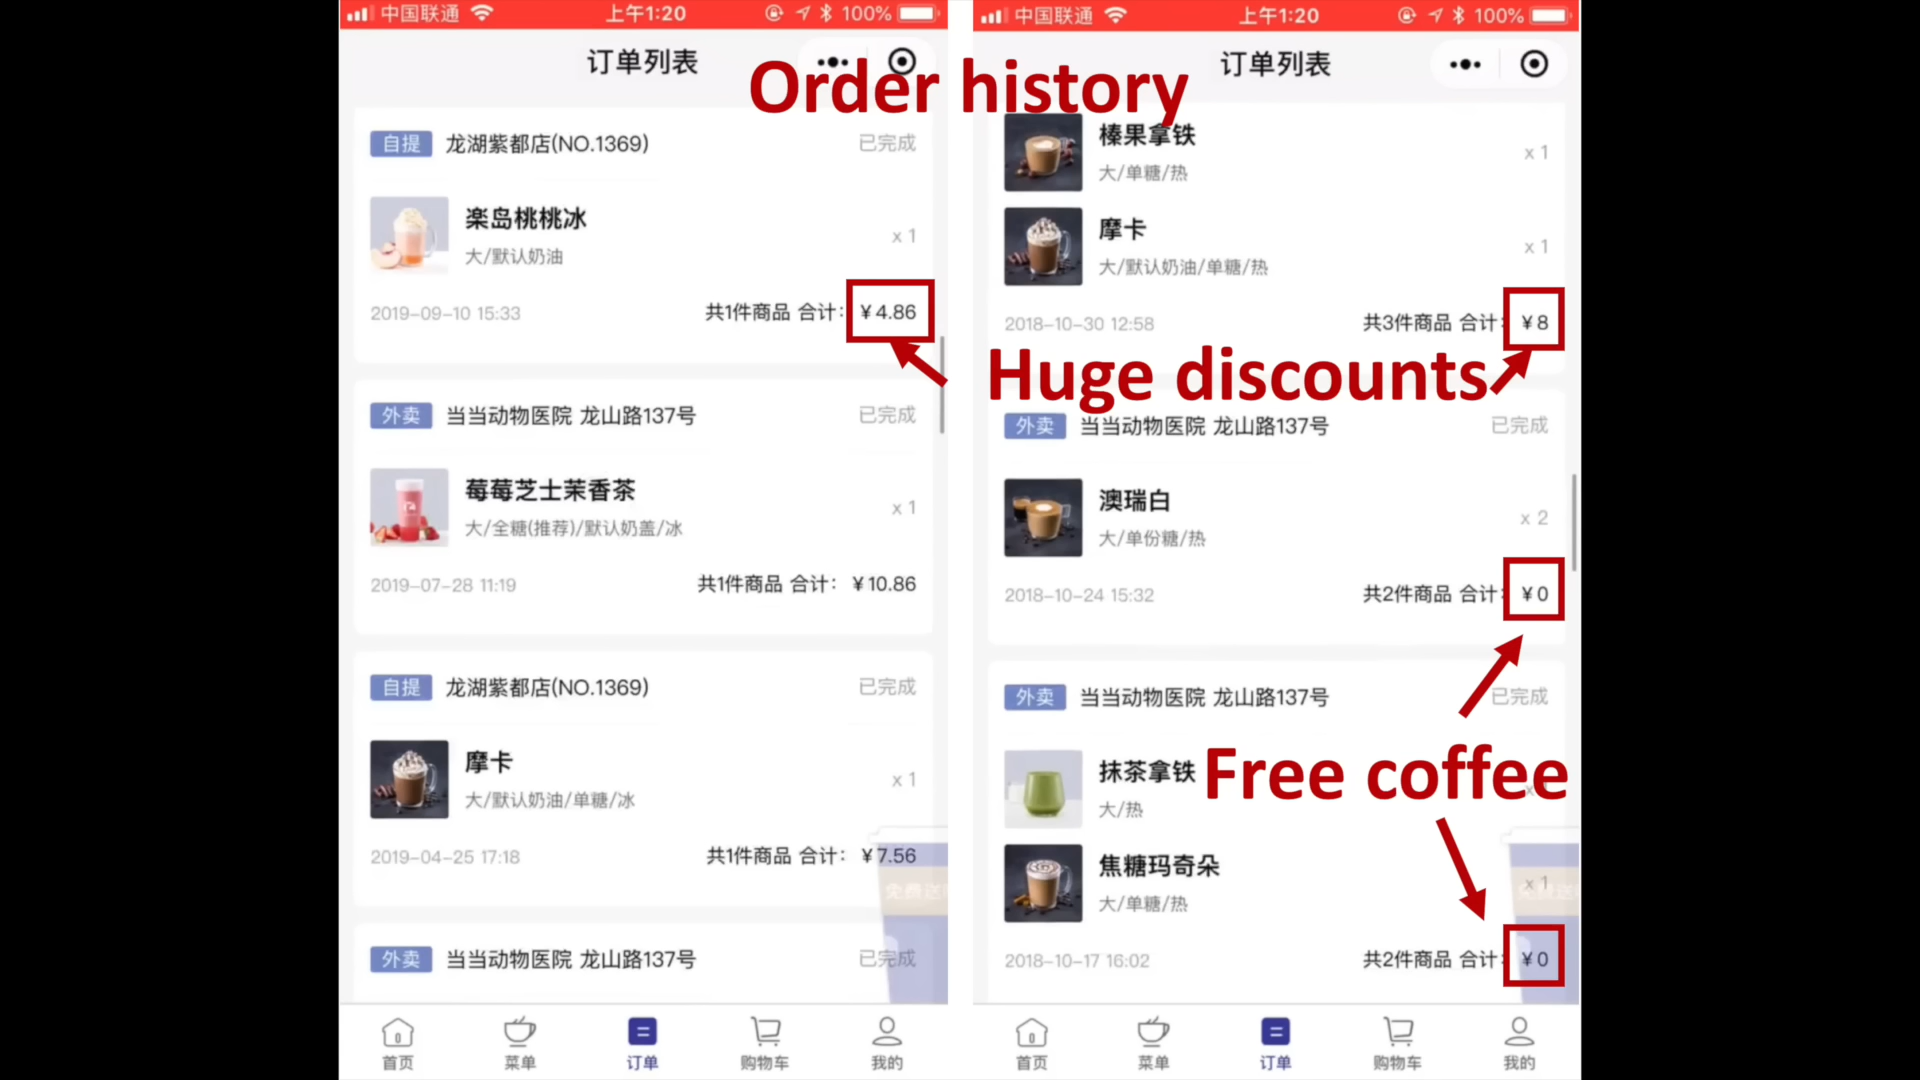 中国联通 上午1:20 100%
订单列表
Order history
自提 龙湖紫都店(NO.1369) 已完成
楽岛桃桃冰
大/默认奶油
x 1
2019-09-10 15:33 共1件商品 合计: ¥4.86
外卖 当当动物医院 龙山路137号 已完成
莓莓芝士茉香茶
大/全糖(推荐)/默认奶盖/冰
x 1
2019-07-28 11:19 共1件商品 合计: ¥10.86
自提 龙湖紫都店(NO.1369) 已完成
摩卡
大/默认奶油/单糖/冰
x 1
2019-04-25 17:18 共1件商品 合计: ¥7.56
外卖 当当动物医院 龙山路137号 已完成
首页 菜单 订单 购物车 我的
中国联通 上午1:20 100%
订单列表
榛果拿铁
大/单糖/热
x 1
摩卡
大/默认奶油/单糖/热
x 1
2018-10-30 12:58 共3件商品 合计: ¥8
Huge discounts
外卖 当当动物医院 龙山路137号 已完成
澳瑞白
大/单份糖/热
x 2
2018-10-24 15:32 共2件商品 合计: ¥0
外卖 当当动物医院 龙山路137号 已完成
抹茶拿铁
大/热
Free coffee
焦糖玛奇朵
大/单糖/热
x 1
2018-10-17 16:02 共2件商品 合计: ¥0
首页 菜单 订单 购物车 我的